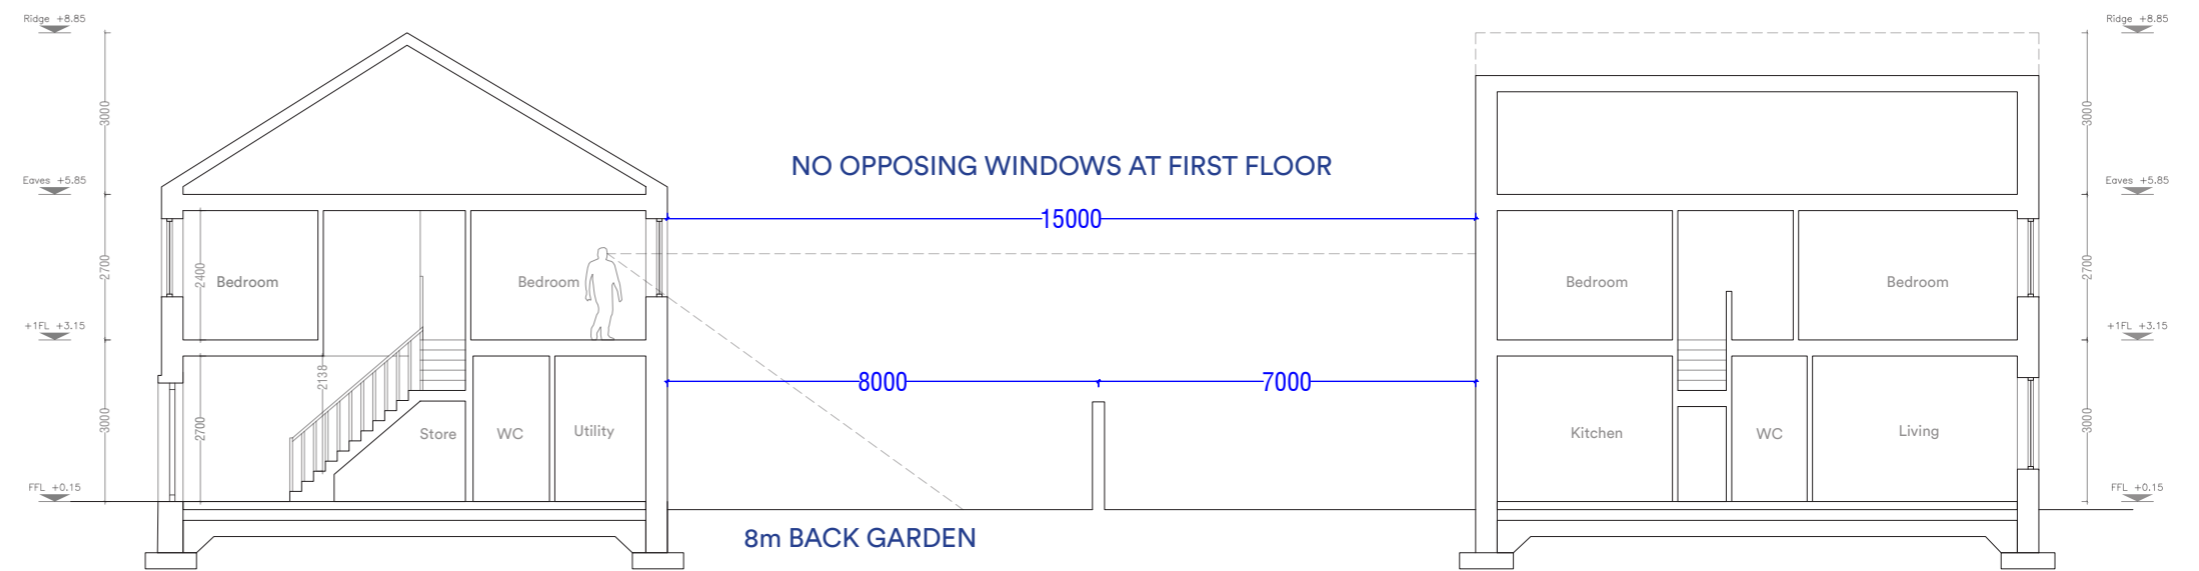 Ridge +8.85
Ridge +8.85
3000
3000
NO OPPOSING WINDOWS AT FIRST FLOOR
Eaves +5.85
Eaves +5.85
15000
2700
2400
Bedroom
Bedroom
Bedroom
Bedroom
2700
+1FL +3.15
+1FL +3.15
2138
8000
7000
3000
2700
Store
WC
Utility
Kitchen
WC
Living
3000
FFL +0.15
FFL +0.15
8m BACK GARDEN